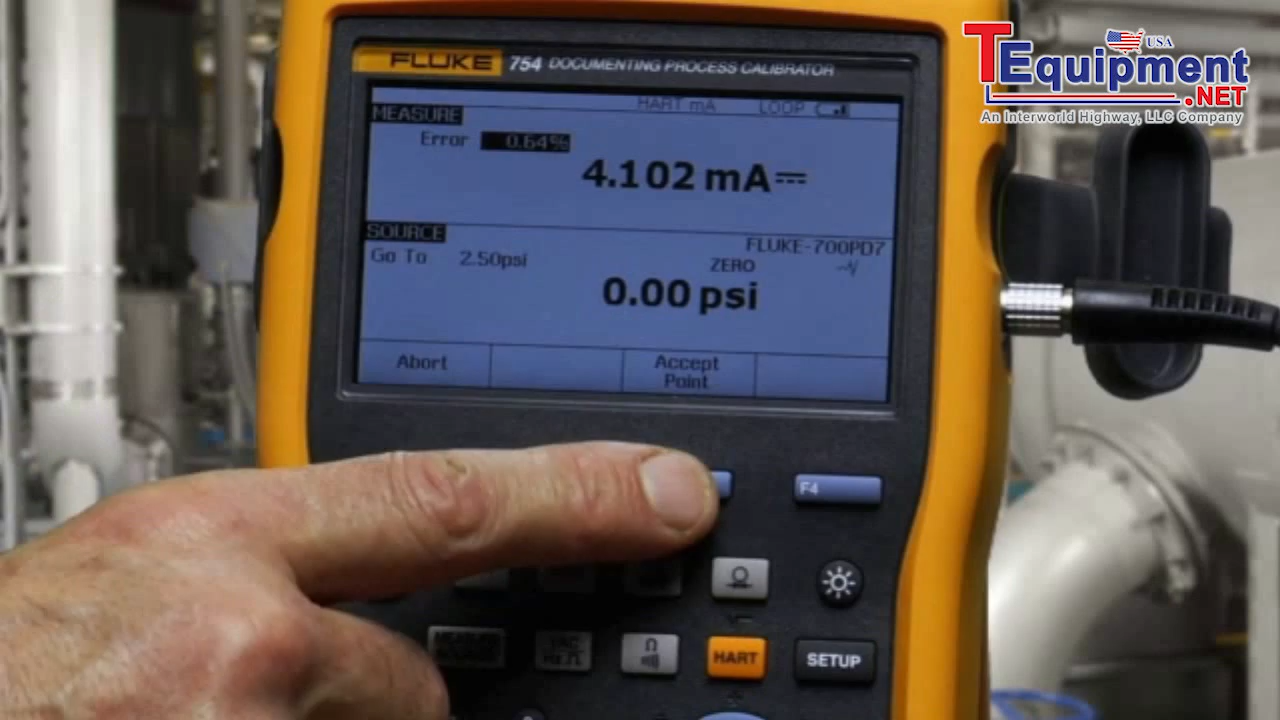 TEquipment
USA
.NET
An Interworld Highway, LLC Company
FLUKE 754 DOCUMENTING PROCESS CALIBRATOR
HART mA LOOP
MEASURE
Error 0.64%
4.102 mA
SOURCE
FLUKE-700PD7
Go To 2.50psi
ZERO
0.00 psi
Abort
Accept
Point
F4
HART
SETUP